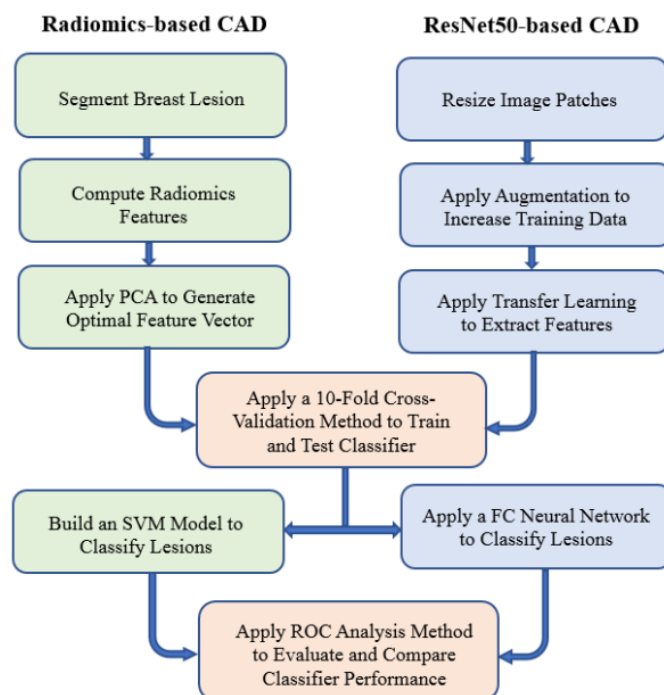 Radiomics-based CAD
ResNet50-based CAD
Segment Breast Lesion
Resize Image Patches
Compute Radiomics
Features
Apply Augmentation to
Increase Training Data
Apply PCA to Generate
Optimal Feature Vector
Apply Transfer Learning
to Extract Features
Apply a 10-Fold Cross-
Validation Method to Train
and Test Classifier
Build an SVM Model to
Classify Lesions
Apply a FC Neural Network
to Classify Lesions
Apply ROC Analysis Method
to Evaluate and Compare
Classifier Performance